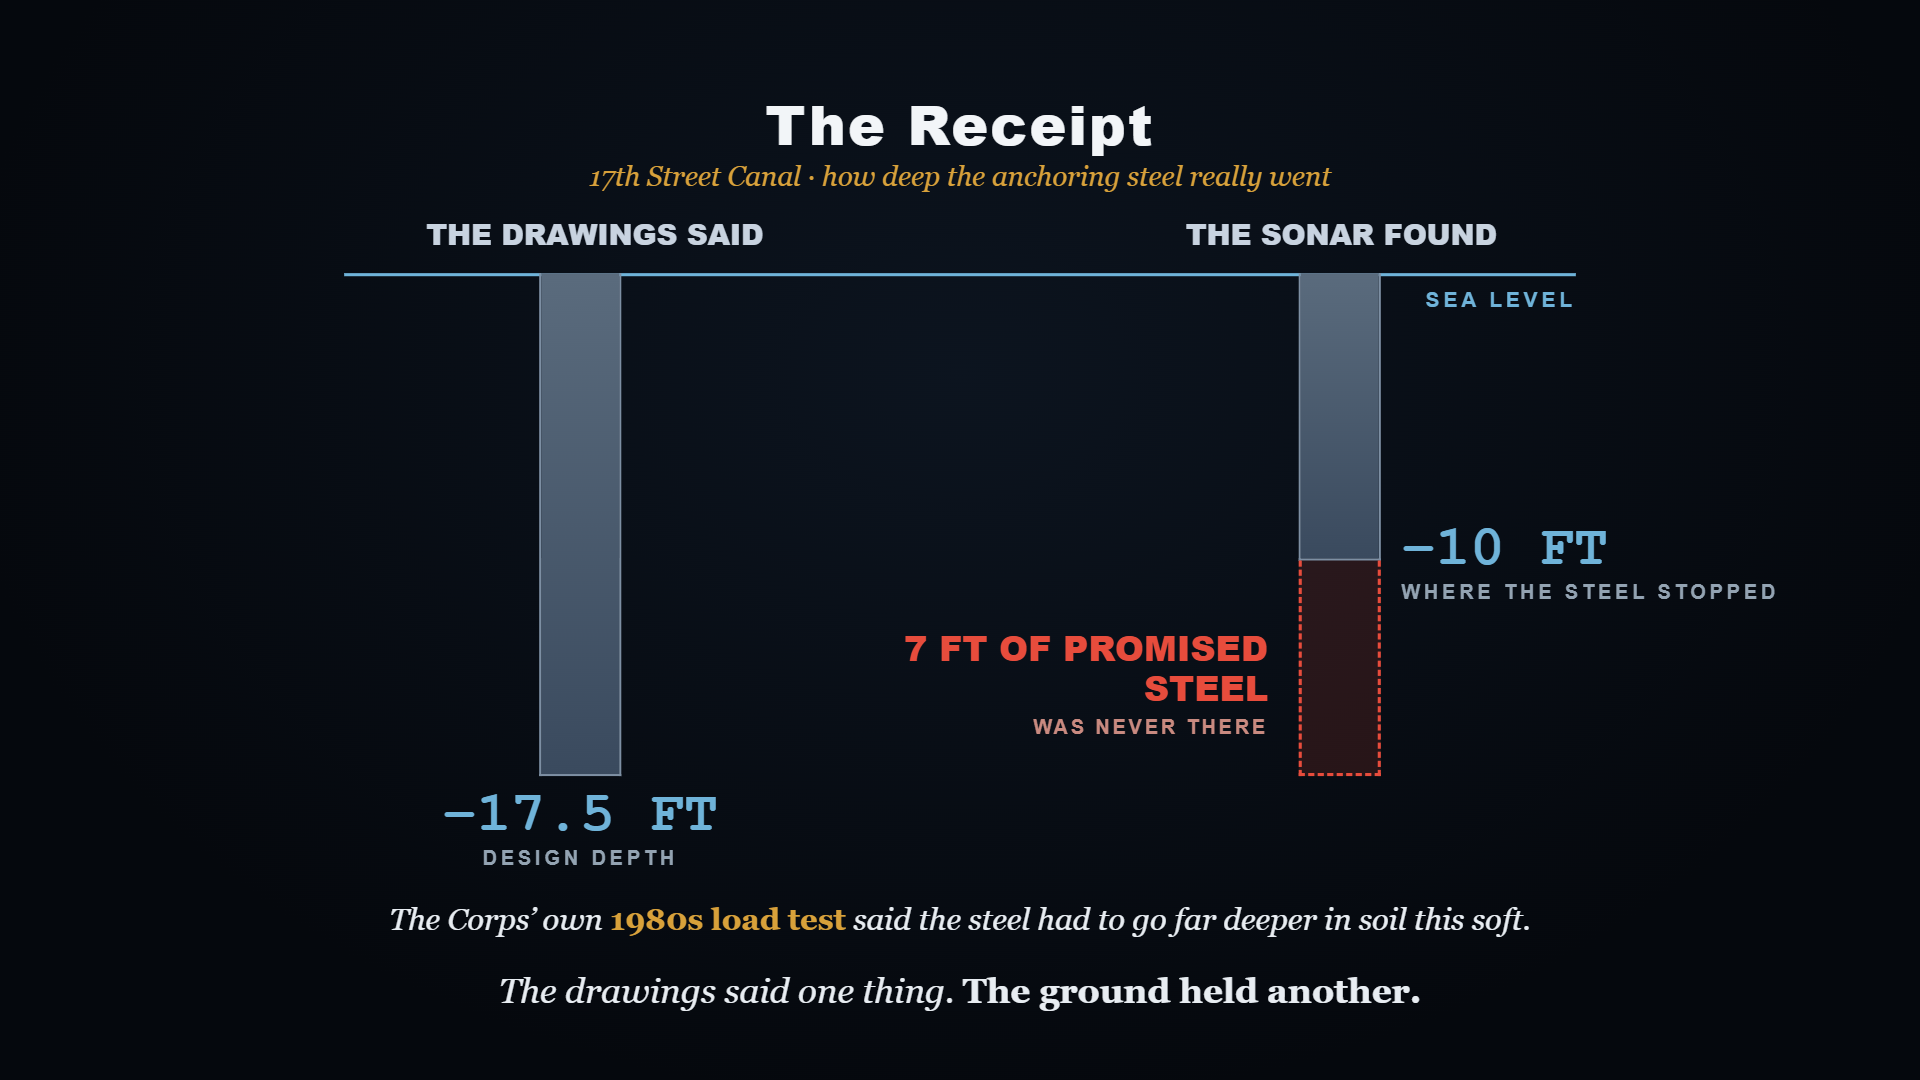 The Receipt
17th Street Canal · how deep the anchoring steel really went
THE DRAWINGS SAID
THE SONAR FOUND
SEA LEVEL
−10 FT
WHERE THE STEEL STOPPED
7 FT OF PROMISED
STEEL
WAS NEVER THERE
−17.5 FT
DESIGN DEPTH
The Corps’ own 1980s load test said the steel had to go far deeper in soil this soft.
The drawings said one thing. The ground held another.